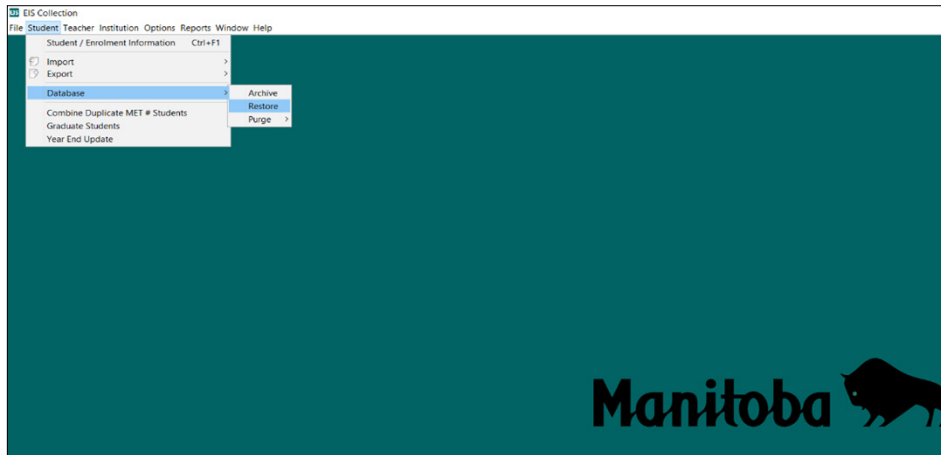 EIS Collection
File Student Teacher Institution Options Reports Window Help
Student / Enrolment Information Ctrl+F1
Import
Export
Database
Archive
Restore
Purge
Combine Duplicate MET # Students
Graduate Students
Year End Update
Manitoba